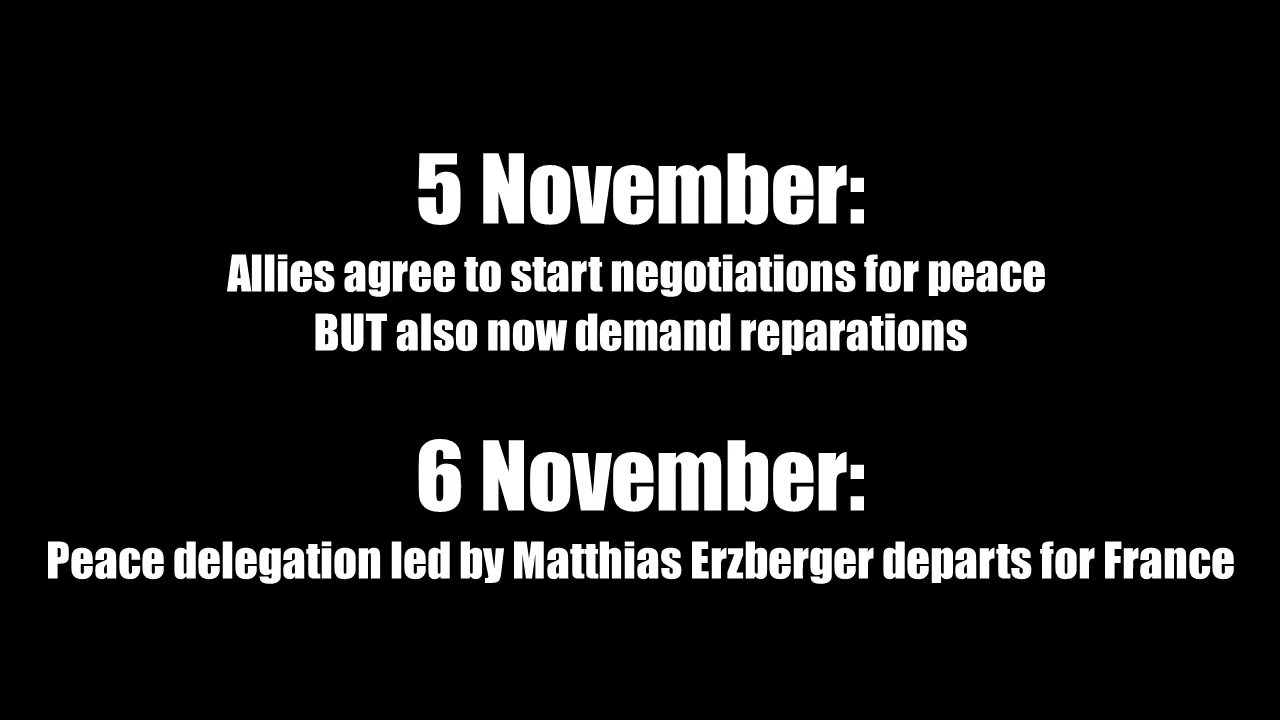 5 November:
Allies agree to start negotiations for peace
BUT also now demand reparations
6 November:
Peace delegation led by Matthias Erzberger departs for France